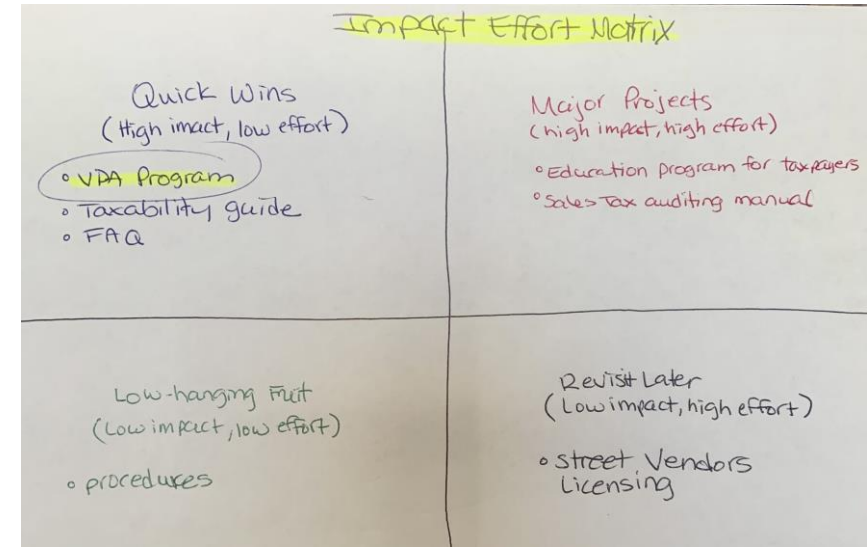 Impact Effort Matrix
Quick Wins
(High imact, low effort)
• VDA Program
• Taxability guide
• FAQ
Major Projects
(high impact, high effort)
• Education program for taxpayers
• Sales Tax auditing manual
Low-hanging Fruit
(Low impact, low effort)
• procedures
Revisit Later
(Low impact, high effort)
• Street Vendors
Licensing